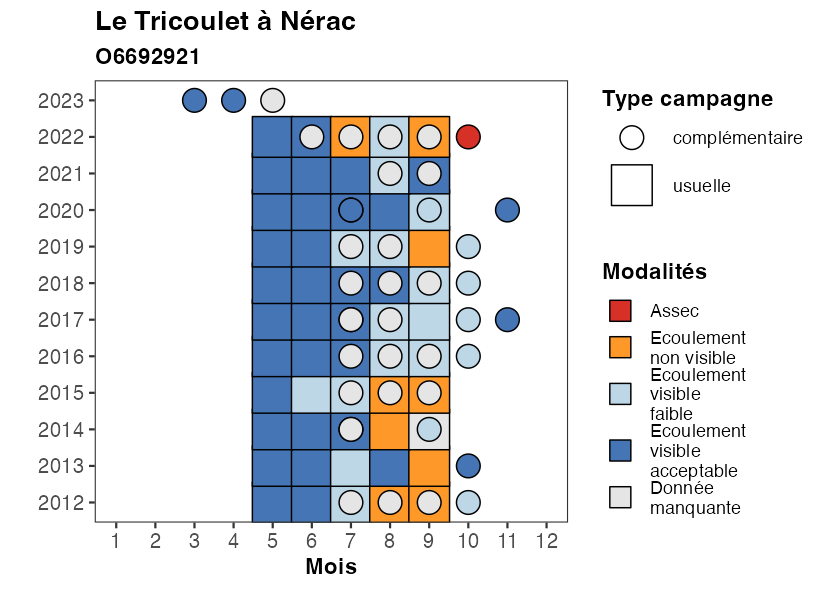 Le Tricoulet à Nérac
O6692921
2023
2022
2021
2020
2019
2018
2017
2016
2015
2014
2013
2012
1 2 3 4 5 6 7 8 9 10 11 12
Mois
Type campagne
complémentaire
usuelle
Modalités
Assec
Ecoulement
non visible
Ecoulement
visible
faible
Ecoulement
visible
acceptable
Donnée
manquante